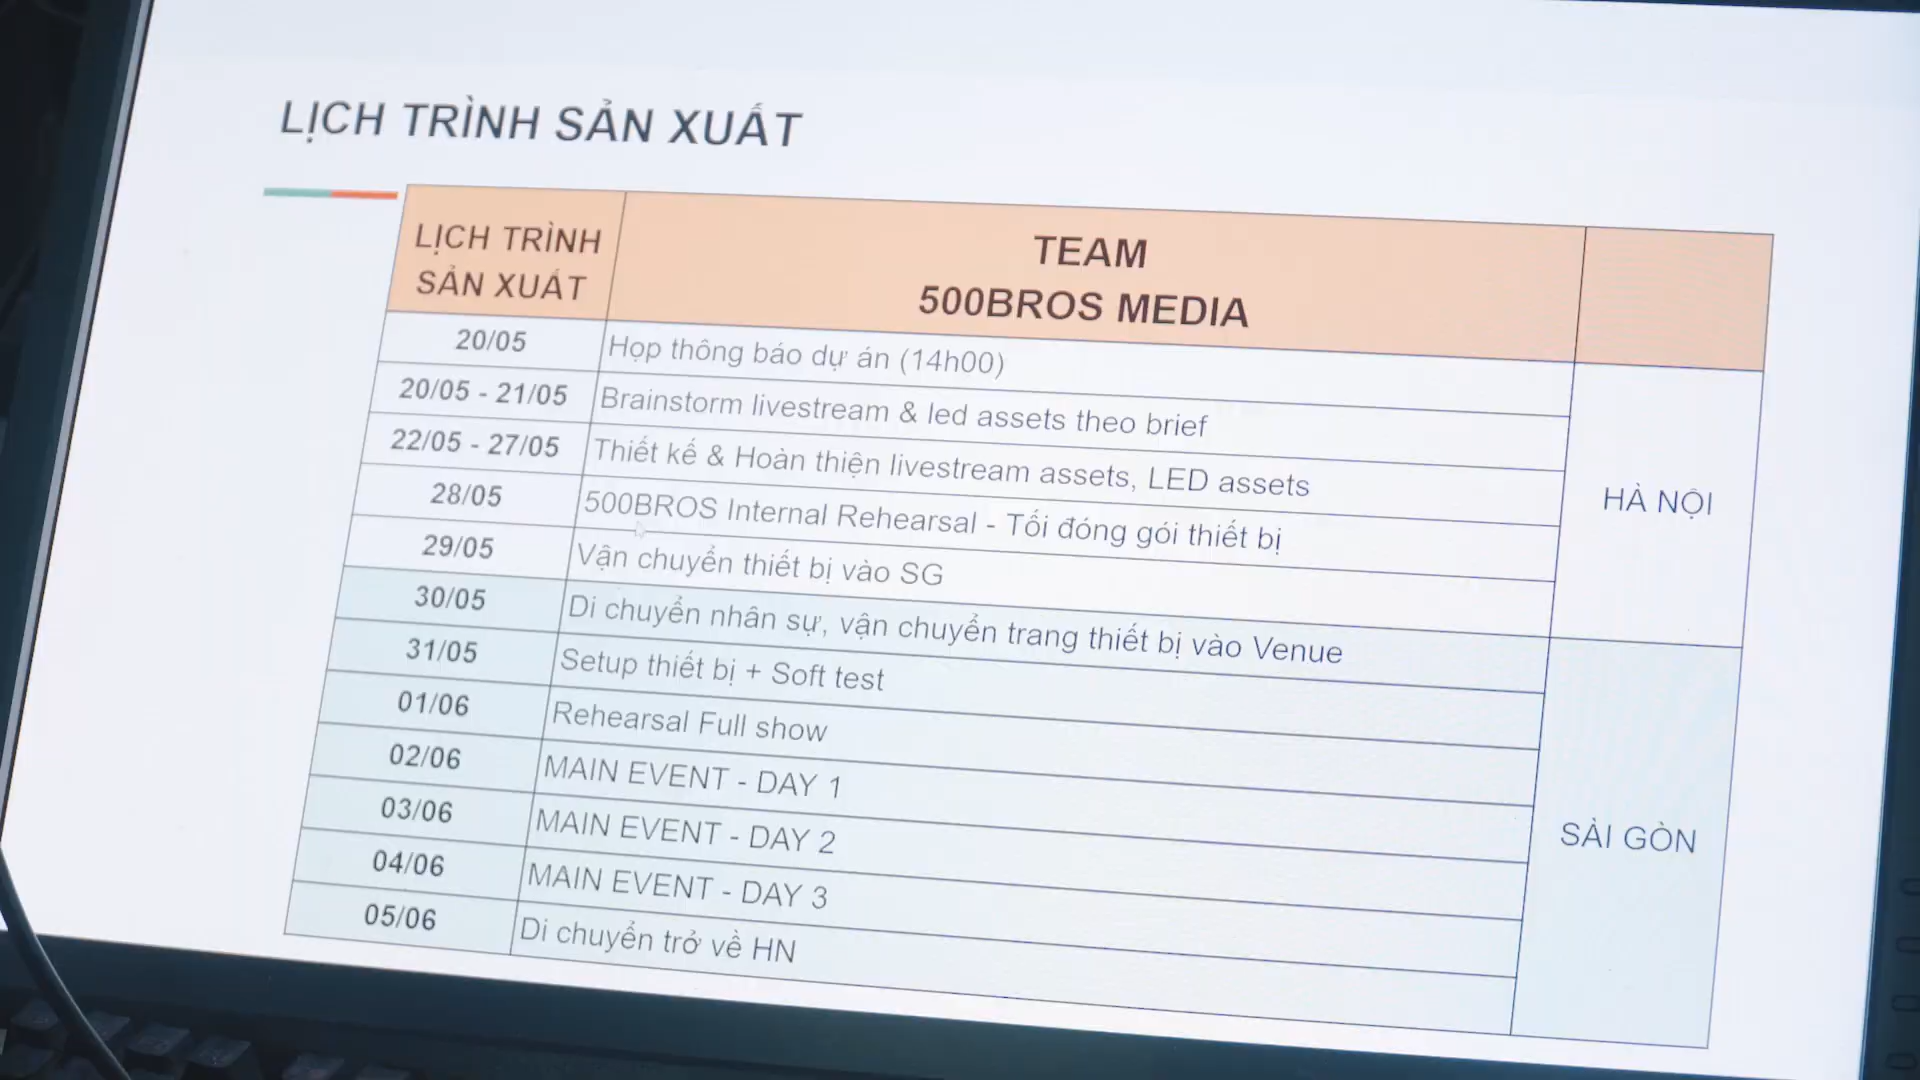 LỊCH TRÌNH SẢN XUẤT
LỊCH TRÌNH
SẢN XUẤT
TEAM
500BROS MEDIA
20/05 Họp thông báo dự án (14h00)
20/05 - 21/05 Brainstorm livestream & led assets theo brief
22/05 - 27/05 Thiết kế & Hoàn thiện livestream assets, LED assets
28/05 500BROS Internal Rehearsal - Tối đóng gói thiết bị
29/05 Vận chuyển thiết bị vào SG
HÀ NỘI
30/05 Di chuyển nhân sự, vận chuyển trang thiết bị vào Venue
31/05 Setup thiết bị + Soft test
01/06 Rehearsal Full show
02/06 MAIN EVENT - DAY 1
03/06 MAIN EVENT - DAY 2
04/06 MAIN EVENT - DAY 3
05/06 Di chuyển trở về HN
SÀI GÒN